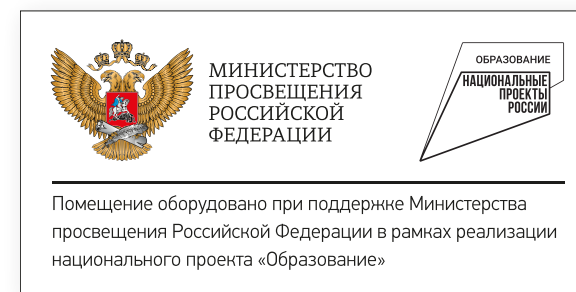 МИНИСТЕРСТВО
ПРОСВЕЩЕНИЯ
РОССИЙСКОЙ
ФЕДЕРАЦИИ
ОБРАЗОВАНИЕ
НАЦИОНАЛЬНЫЕ
ПРОЕКТЫ
РОССИИ
Помещение оборудовано при поддержке Министерства
просвещения Российской Федерации в рамках реализации
национального проекта «Образование»